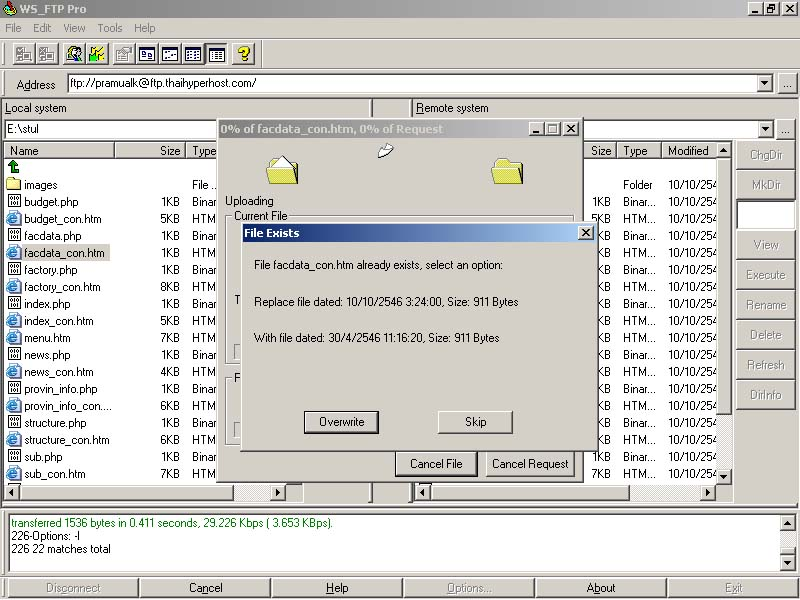 WS_FTP Pro
File Edit View Tools Help
Address ftp://pramualk@ftp.thaihyperhost.com/ ...
Local system
Remote system
E:\stul
...
Name Size Type
Size Type Modified
ChgDir
MkDir
View
Execute
Rename
Delete
Refresh
DirInfo
images File .. Folder 10/10/254
budget.php 1KB Binar 1KB Binar... 10/10/254
budget_con.htm 5KB HTM 5KB HTM... 10/10/254
facdata.php 1KB Binar KB Binar... 10/10/254
facdata_con.htm 1KB HTM KB HTM... 10/10/254
factory.php 1KB Binar KB Binar... 10/10/254
factory_con.htm 8KB HTM KB HTM... 10/10/254
index.php 1KB Binar KB Binar... 10/10/254
index_con.htm 5KB HTM KB HTM... 10/10/254
menu.htm 7KB HTM KB HTM... 10/10/254
news.php 1KB Binar KB Binar... 10/10/254
news_con.htm 4KB HTM KB HTM... 10/10/254
provin_info.php 1KB Binar KB Binar... 10/10/254
provin_info_con.... 6KB HTM KB HTM... 10/10/254
structure.php 1KB Binar KB Binar... 10/10/254
structure_con.htm 6KB HTM KB HTM... 10/10/254
sub.php 1KB Binar 1KB Binar... 10/10/254
sub_con.htm 7KB HTM 7KB HTM... 10/10/254
0% of facdata_con.htm, 0% of Request
Uploading
Current File
T
F
File Exists
File facdata_con.htm already exists, select an option:
Replace file dated: 10/10/2546 3:24:00, Size: 911 Bytes
With file dated: 30/4/2546 11:16:20, Size: 911 Bytes
Overwrite Skip
Cancel File Cancel Request
transferred 1536 bytes in 0.411 seconds, 29.226 Kbps ( 3.653 KBps).
226-Options: -l
226 22 matches total
Disconnect Cancel Help Options... About Exit